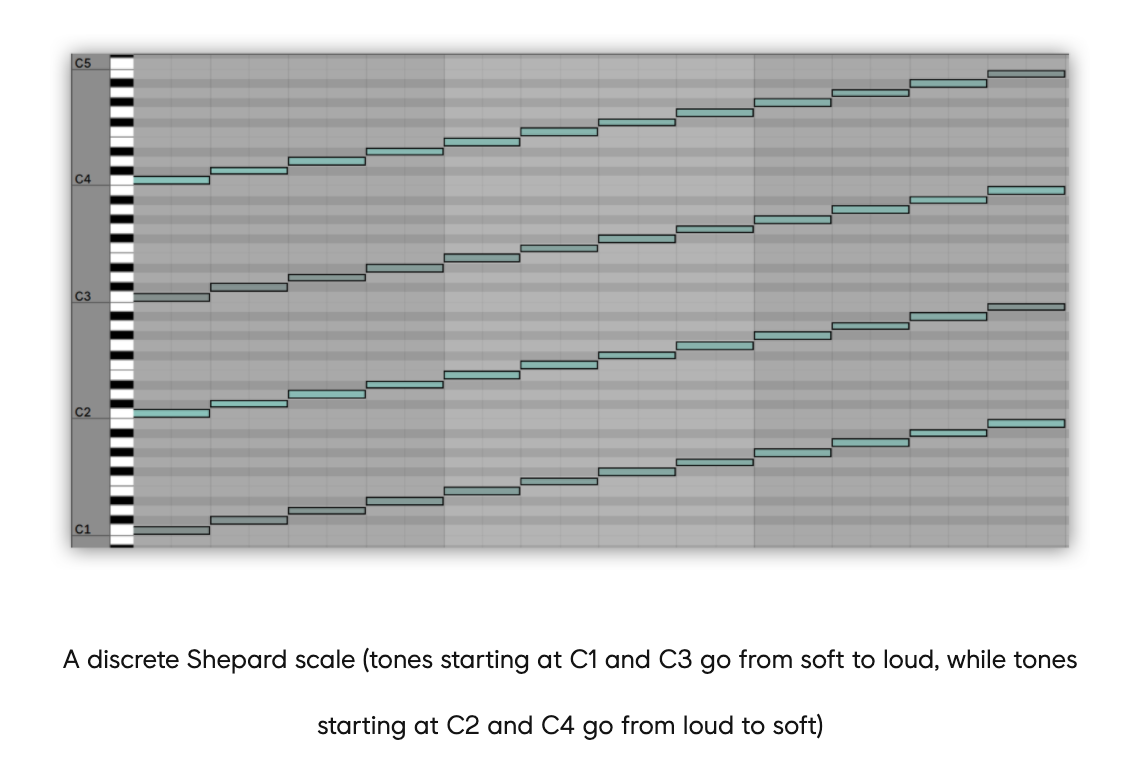 C5
C4
C3
C2
C1
A discrete Shepard scale (tones starting at C1 and C3 go from soft to loud, while tones
starting at C2 and C4 go from loud to soft)